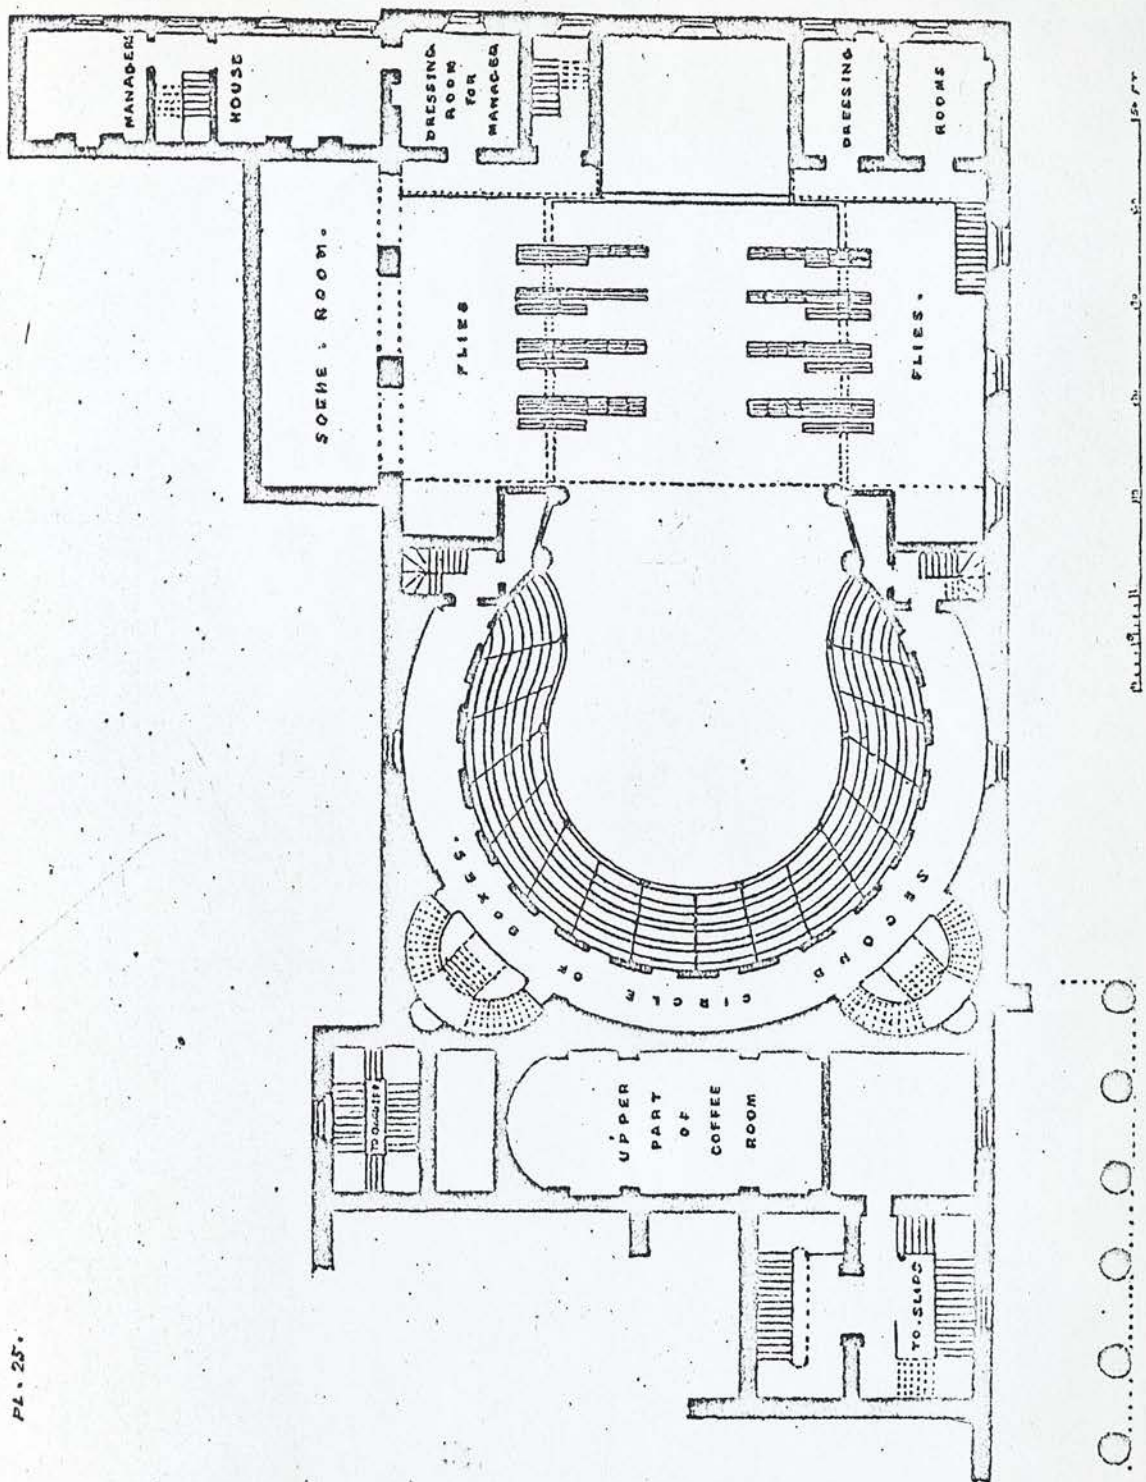 MANAGERS
HOUSE
DRESSING
ROOM
FOR
MANAGER
DRESSING
ROOMS
SCENE . ROOM.
FLIES
FLIES.
CIRCLE OF BOXES.
UPPER
PART
OF
COFFEE
ROOM
TO SLIPS
PL. 25.